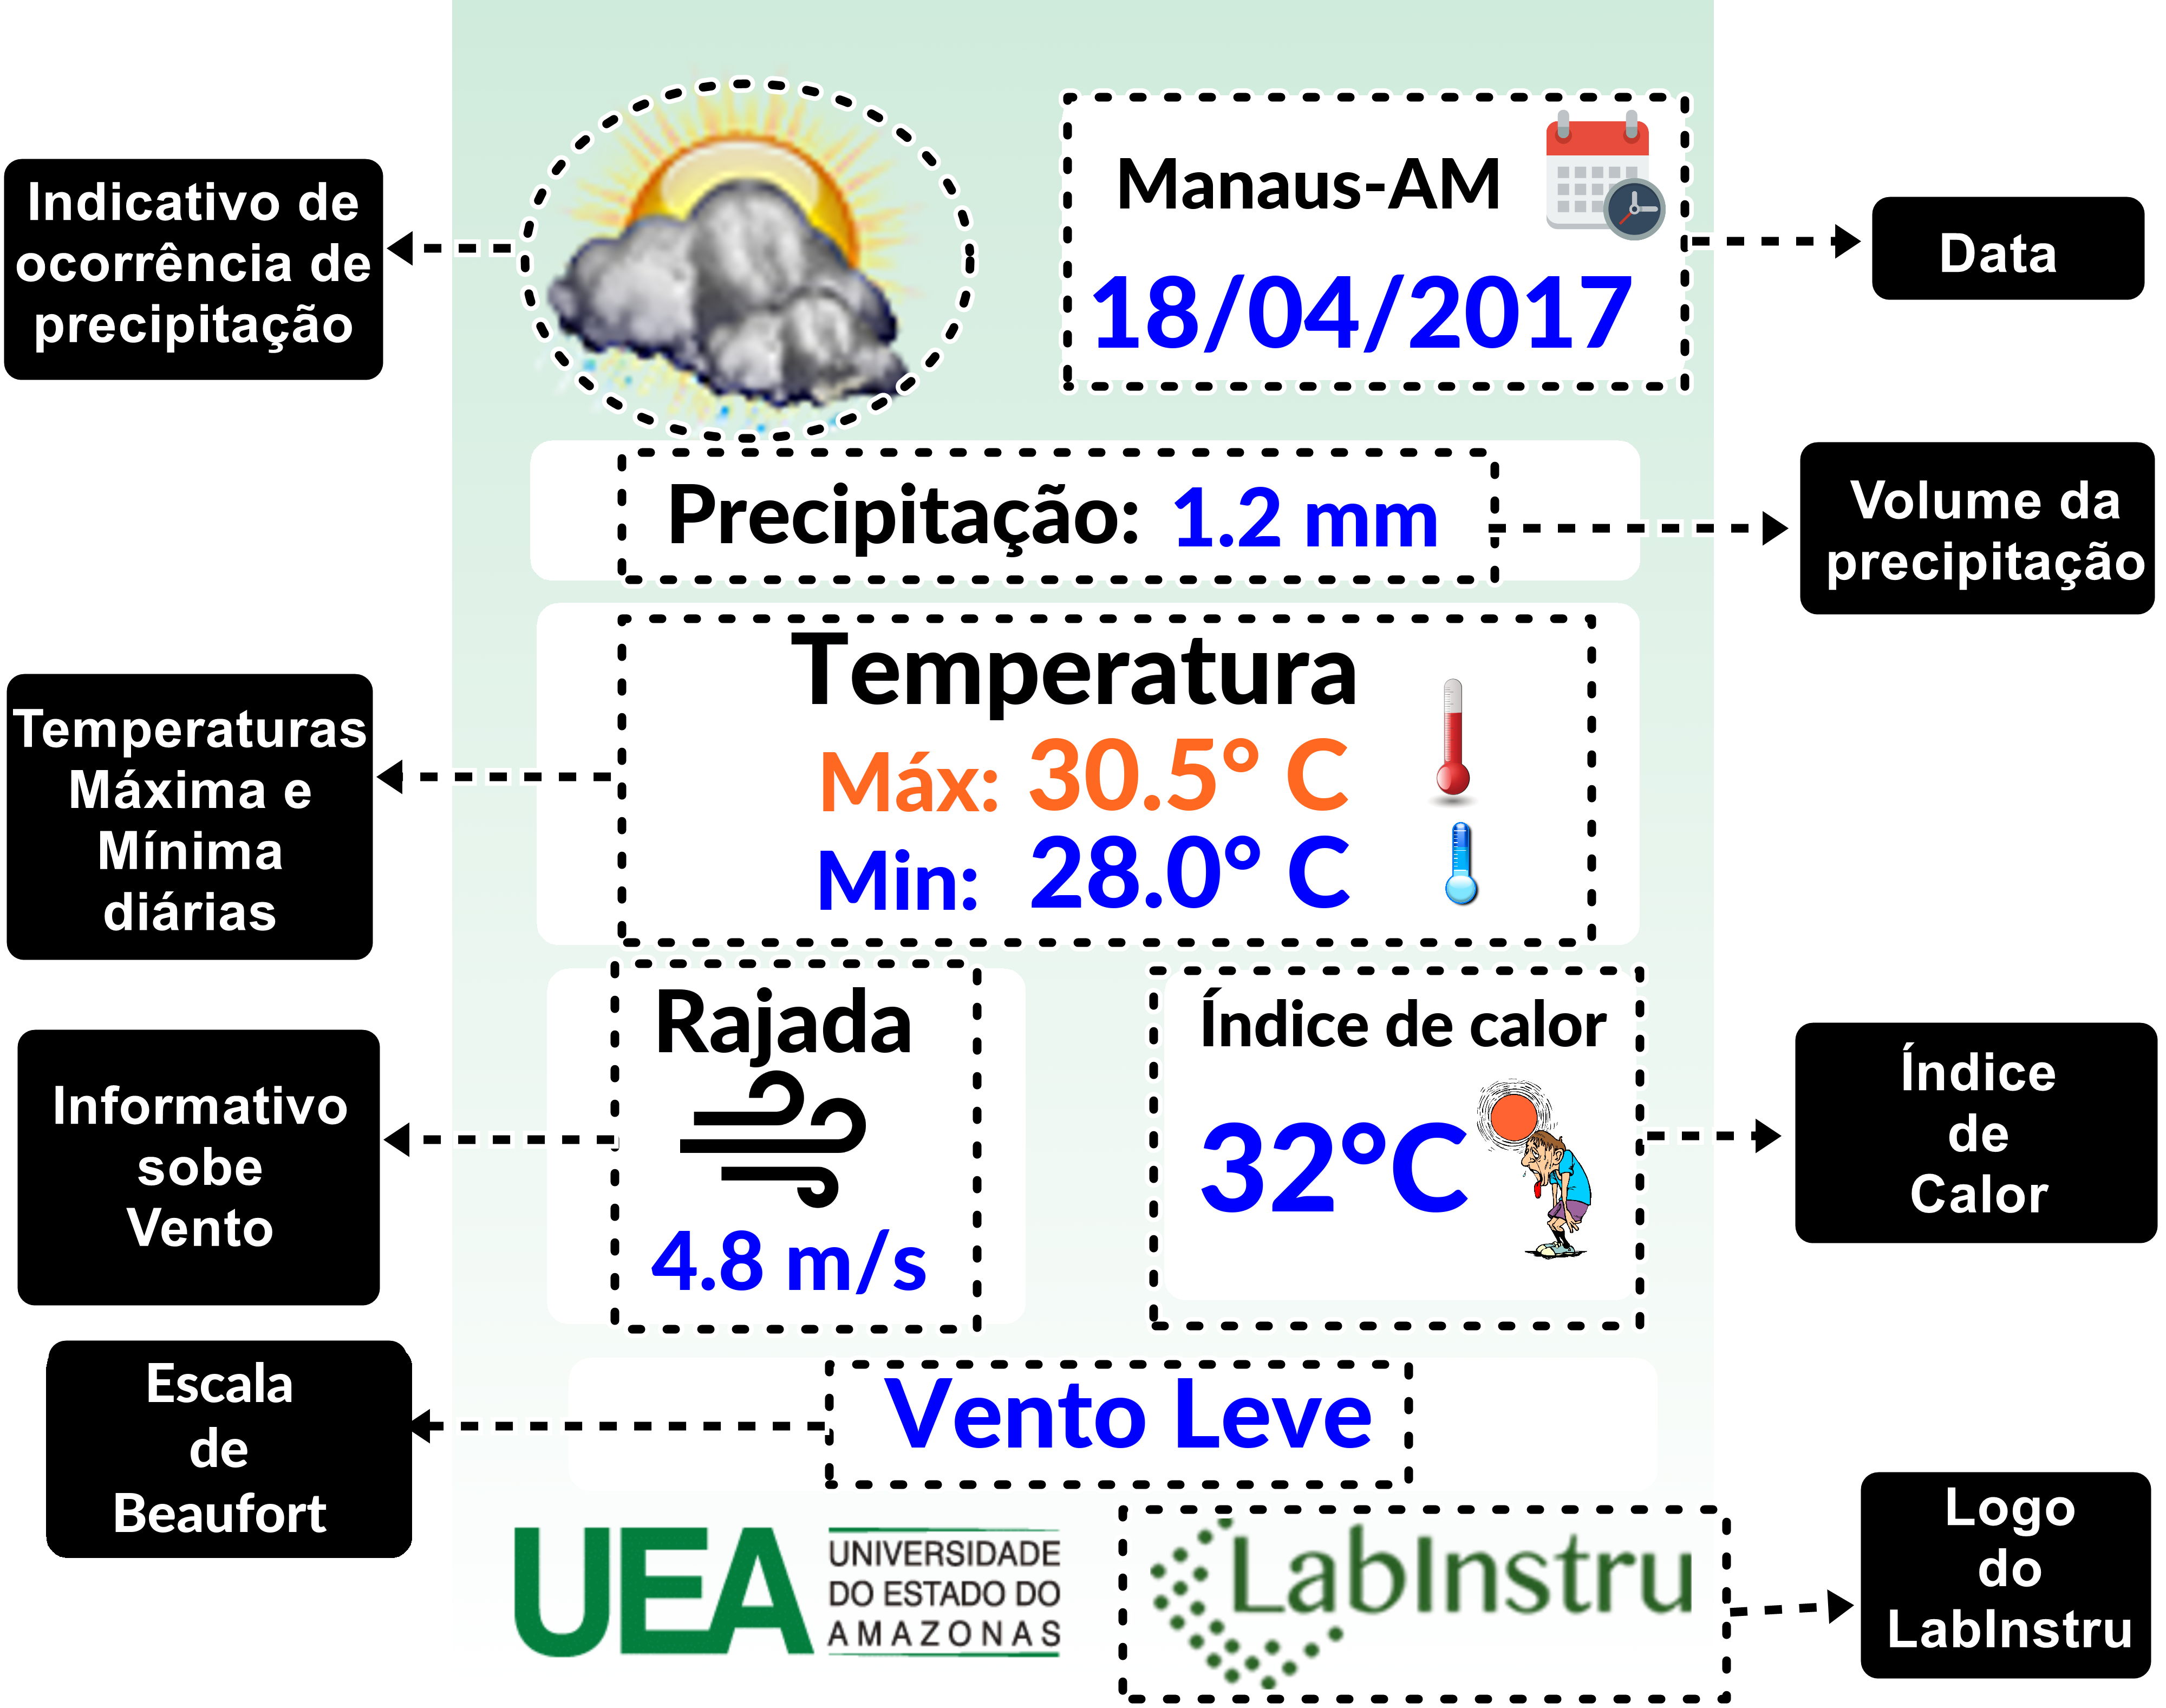 Indicativo de
ocorrência de
precipitação
Manaus-AM
18/04/2017
Data
Precipitação: 1.2 mm
Volume da
precipitação
Temperatura
Máx: 30.5° C
Min: 28.0° C
Temperaturas
Máxima e
Mínima
diárias
Rajada
4.8 m/s
Informativo
sobe
Vento
Índice de calor
32°C
Índice
de
Calor
Vento Leve
Escala
de
Beaufort
UEA
UNIVERSIDADE
DO ESTADO DO
AMAZONAS
LabInstru
Logo
do
LabInstru